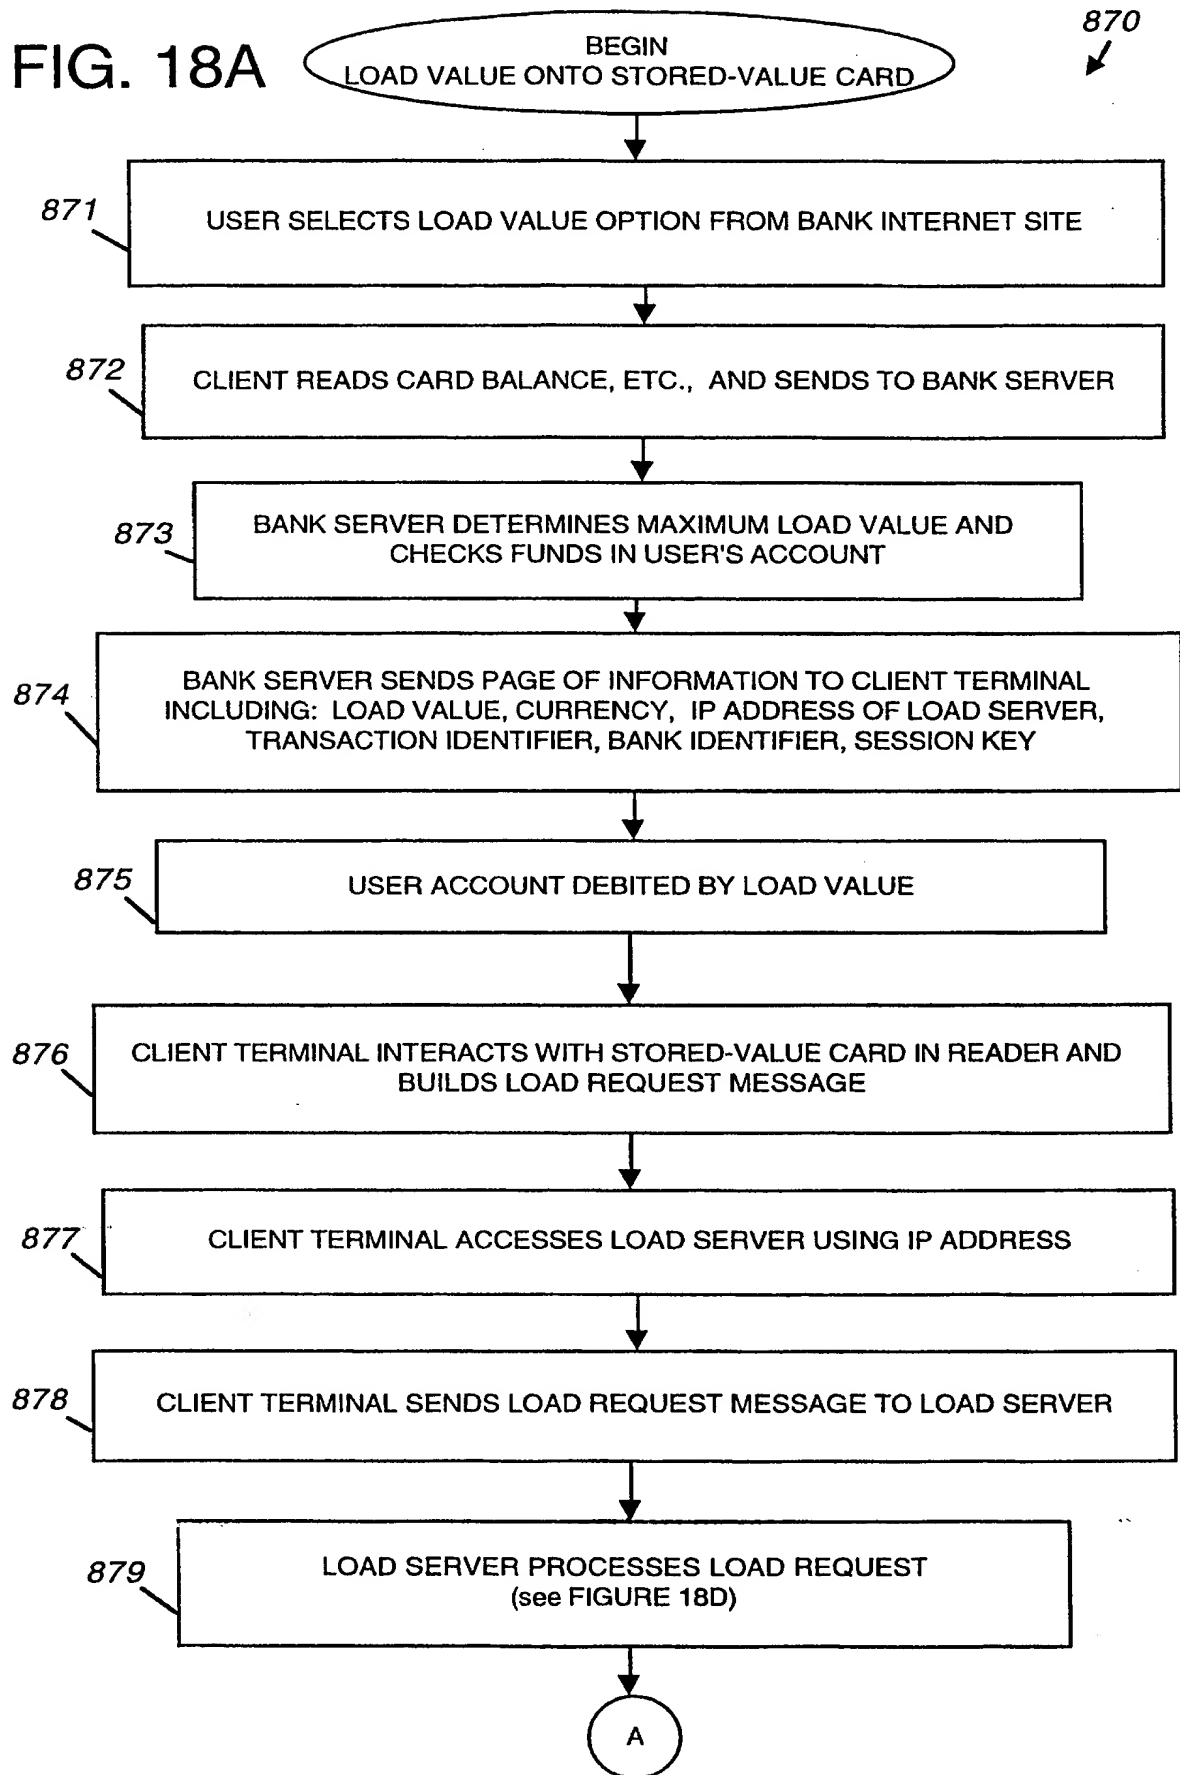 FIG. 18A
870
BEGIN
LOAD VALUE ONTO STORED-VALUE CARD
871
USER SELECTS LOAD VALUE OPTION FROM BANK INTERNET SITE
872
CLIENT READS CARD BALANCE, ETC., AND SENDS TO BANK SERVER
873
BANK SERVER DETERMINES MAXIMUM LOAD VALUE AND
CHECKS FUNDS IN USER'S ACCOUNT
874
BANK SERVER SENDS PAGE OF INFORMATION TO CLIENT TERMINAL
INCLUDING: LOAD VALUE, CURRENCY, IP ADDRESS OF LOAD SERVER,
TRANSACTION IDENTIFIER, BANK IDENTIFIER, SESSION KEY
875
USER ACCOUNT DEBITED BY LOAD VALUE
876
CLIENT TERMINAL INTERACTS WITH STORED-VALUE CARD IN READER AND
BUILDS LOAD REQUEST MESSAGE
877
CLIENT TERMINAL ACCESSES LOAD SERVER USING IP ADDRESS
878
CLIENT TERMINAL SENDS LOAD REQUEST MESSAGE TO LOAD SERVER
879
LOAD SERVER PROCESSES LOAD REQUEST
(see FIGURE 18D)
A